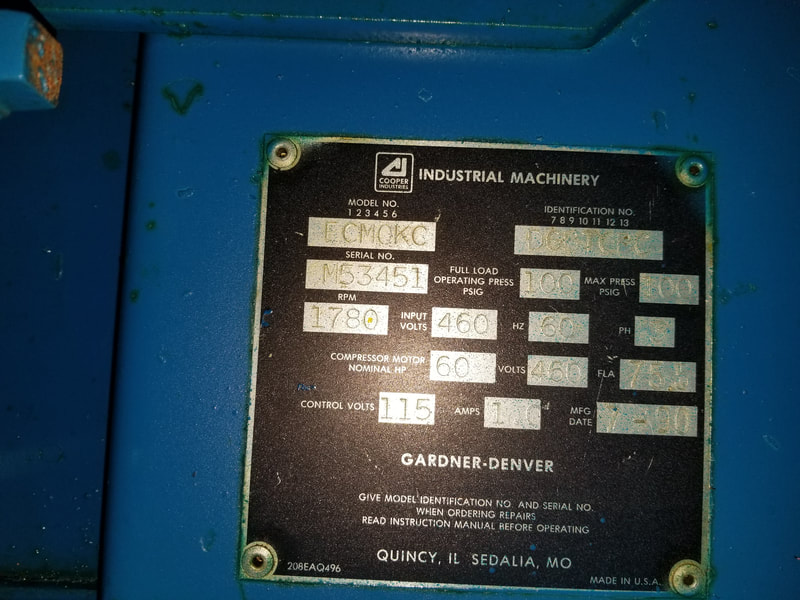 COOPER
INDUSTRIES
INDUSTRIAL MACHINERY
MODEL NO.
1 2 3 4 5 6
IDENTIFICATION NO.
7 8 9 10 11 12 13
ECMQKC
SERIAL NO.
M53451
FULL LOAD
OPERATING PRESS
PSIG
100
MAX PRESS
PSIG
RPM
1780
INPUT
VOLTS
460
HZ
60
PH
COMPRESSOR MOTOR
NOMINAL HP
60
VOLTS
460
FLA
CONTROL VOLTS
115
AMPS
MFG
DATE
GARDNER-DENVER
GIVE MODEL IDENTIFICATION NO. AND SERIAL NO.
WHEN ORDERING REPAIRS
READ INSTRUCTION MANUAL BEFORE OPERATING
QUINCY, IL SEDALIA, MO
208EAQ496
MADE IN U.S.A.